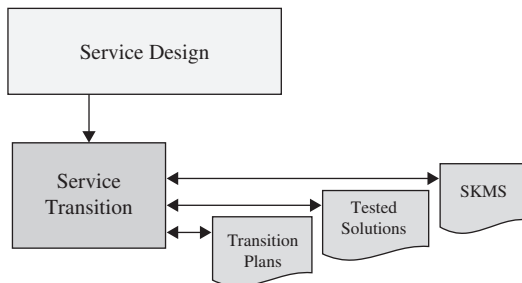 Service Design
Service
Transition
SKMS
Tested
Solutions
Transition
Plans